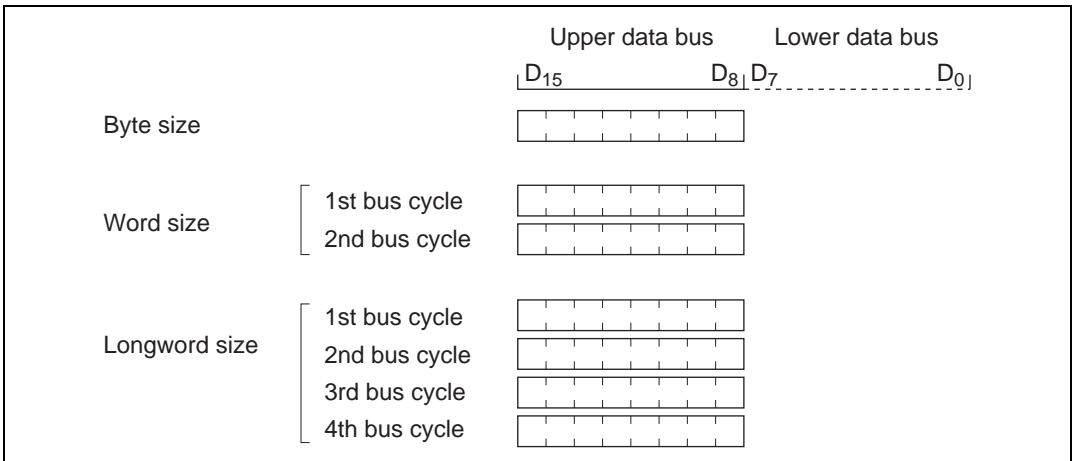 Upper data bus Lower data bus
D15 D8 D7 D0
Byte size
Word size
1st bus cycle
2nd bus cycle
Longword size
1st bus cycle
2nd bus cycle
3rd bus cycle
4th bus cycle